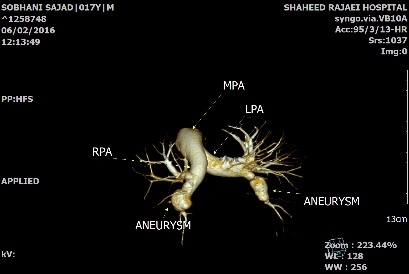 SOBHANI SAJAD|017Y|M
^1258748
06/02/2016
12:13:49
SHAHEED RAJAEI HOSPITAL
syngo.via.VB10A
Acc:95/3/13-HR
Srs:1037
Img:0
PP:HFS
MPA
LPA
RPA
APPLIED
ANEURYSM
ANEURYSM
13cm
kV:
Zoom : 223.44%
WL : 128
WW : 256